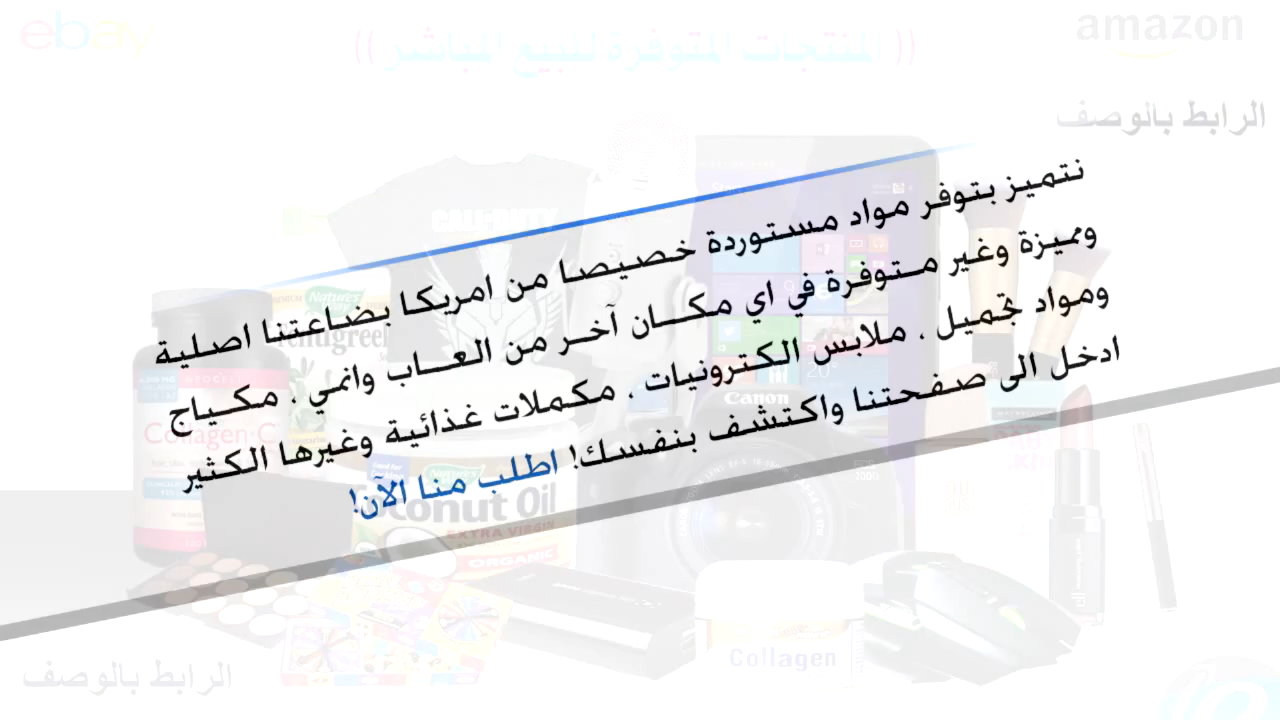 ebay
(( المنتجات المتوفرة للبيع المباشر ))
amazon
الرابط بالوصف
نتميز بتوفر مواد مستوردة خصيصا من امريكا بضاعتنا اصلية
ومميزة وغير متوفرة في اي مكان آخر من العاب وانمي . مكياج
ومواد تجميل . ملابس الكترونيات . مكملات غذائية وغيرها الكثير
ادخل الى صفحتنا واكتشف بنفسك! اطلب منا الآن!
Nature's
Collagen+C
Canon
Coconut Oil
EXTRA VIRGIN
ORGANIC
Collagen
الرابط بالوصف